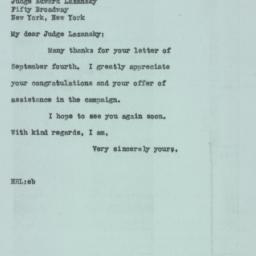 Judge Edward Lazansky
Fifty Broadway
New York, New York
My dear Judge Lazansky:
Many thanks for your letter of
September fourth. I greatly appreciate
your congratulations and your offer of
assistance in the campaign.
I hope to see you again soon.
With kind regards, I am,
Very sincerely yours,
HHL:eb